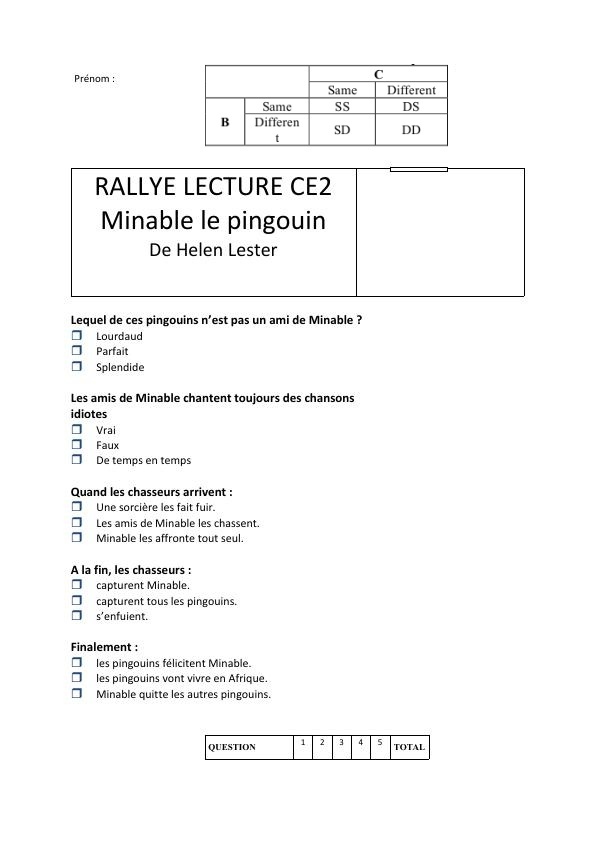 Prénom :
C
Same Different
B Same SS DS
Differen
t SD DD
RALLYE LECTURE CE2
Minable le pingouin
De Helen Lester
Lequel de ces pingouins n’est pas un ami de Minable ?
❒ Lourdaud
❒ Parfait
❒ Splendide
Les amis de Minable chantent toujours des chansons
idiotes
❒ Vrai
❒ Faux
❒ De temps en temps
Quand les chasseurs arrivent :
❒ Une sorcière les fait fuir.
❒ Les amis de Minable les chassent.
❒ Minable les affronte tout seul.
A la fin, les chasseurs :
❒ capturent Minable.
❒ capturent tous les pingouins.
❒ s’enfuient.
Finalement :
❒ les pingouins félicitent Minable.
❒ les pingouins vont vivre en Afrique.
❒ Minable quitte les autres pingouins.
QUESTION 1 2 3 4 5 TOTAL